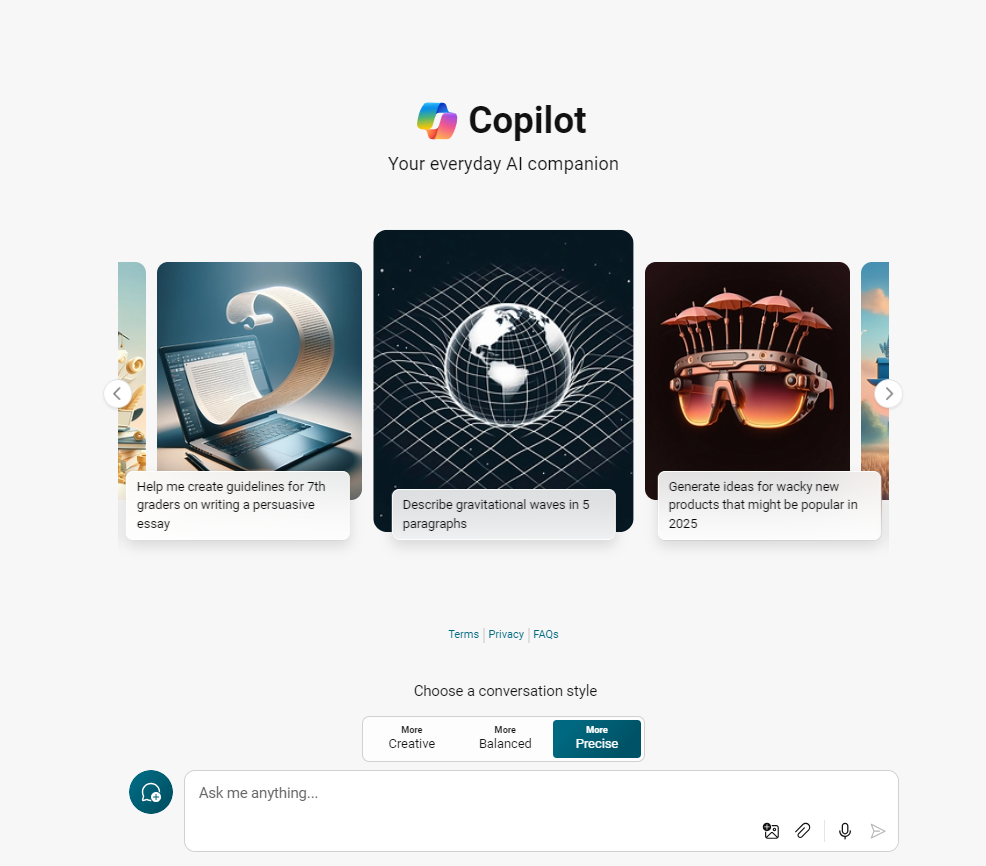 Copilot
Your everyday AI companion
Help me create guidelines for 7th
graders on writing a persuasive
essay
Describe gravitational waves in 5
paragraphs
Generate ideas for wacky new
products that might be popular in
2025
Terms | Privacy | FAQs
Choose a conversation style
More
Creative
More
Balanced
More
Precise
Ask me anything...